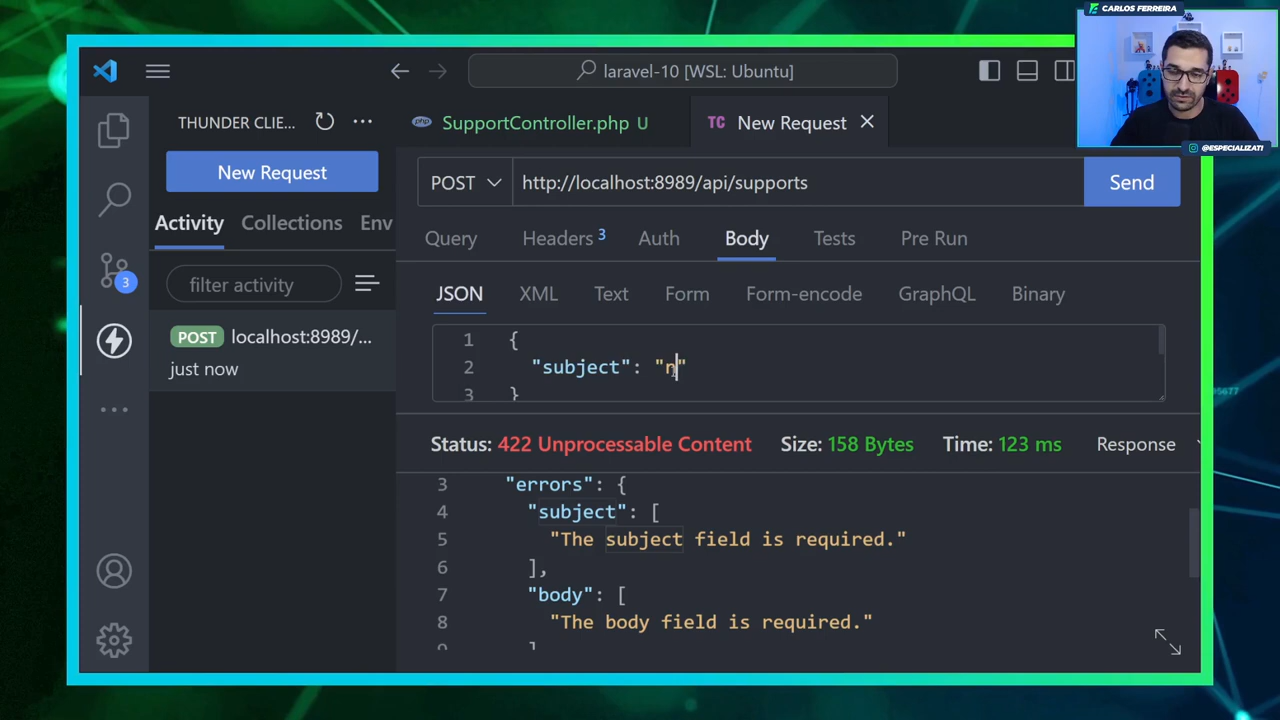 CARLOS FERREIRA
laravel-10 [WSL: Ubuntu]
THUNDER CLIE...
SupportController.php U
TC New Request
@ESPECIALIZATI
New Request
POST
http://localhost:8989/api/supports
Send
Activity Collections Env
Query Headers 3 Auth Body Tests Pre Run
filter activity
3
JSON XML Text Form Form-encode GraphQL Binary
POST localhost:8989/...
just now
1 {
2 "subject": "n"
3 }
Status: 422 Unprocessable Content Size: 158 Bytes Time: 123 ms Response
3 "errors": {
4 "subject": [
5 "The subject field is required."
6 ],
7 "body": [
8 "The body field is required."
9 ]